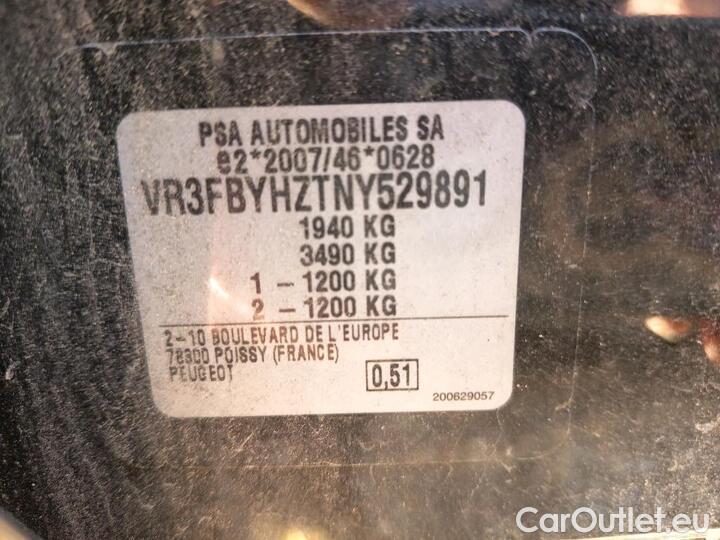 PSA AUTOMOBILES SA
e2*2007/46*0628
VR3FBYHZTNY529891
1940 KG
3490 KG
1 - 1200 KG
2 - 1200 KG
2-10 BOULEVARD DE L'EUROPE
78300 POISSY (FRANCE)
PEUGEOT
0,51
200629057
CarOutlet.eu